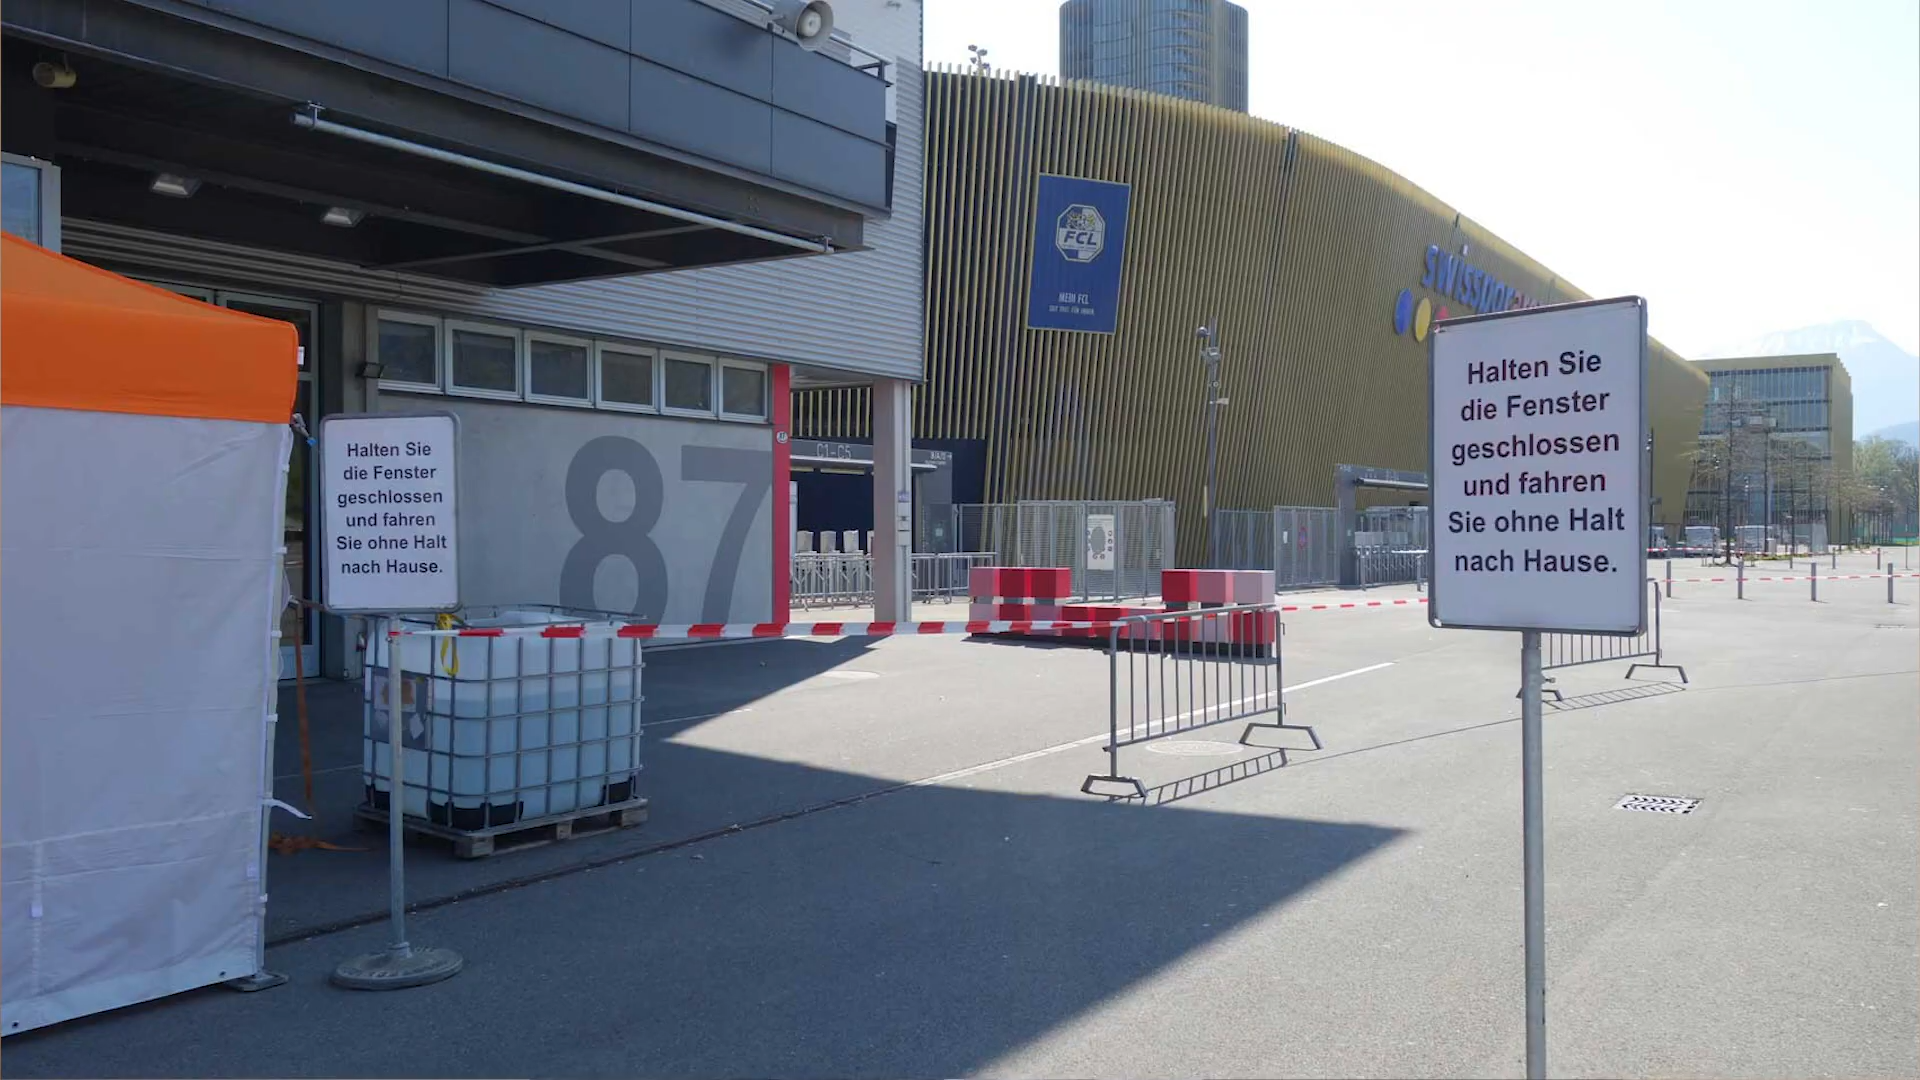 FCL
MEIN FCL
swissporarena
C1-C5
87
Halten Sie
die Fenster
geschlossen
und fahren
Sie ohne Halt
nach Hause.
Halten Sie
die Fenster
geschlossen
und fahren
Sie ohne Halt
nach Hause.